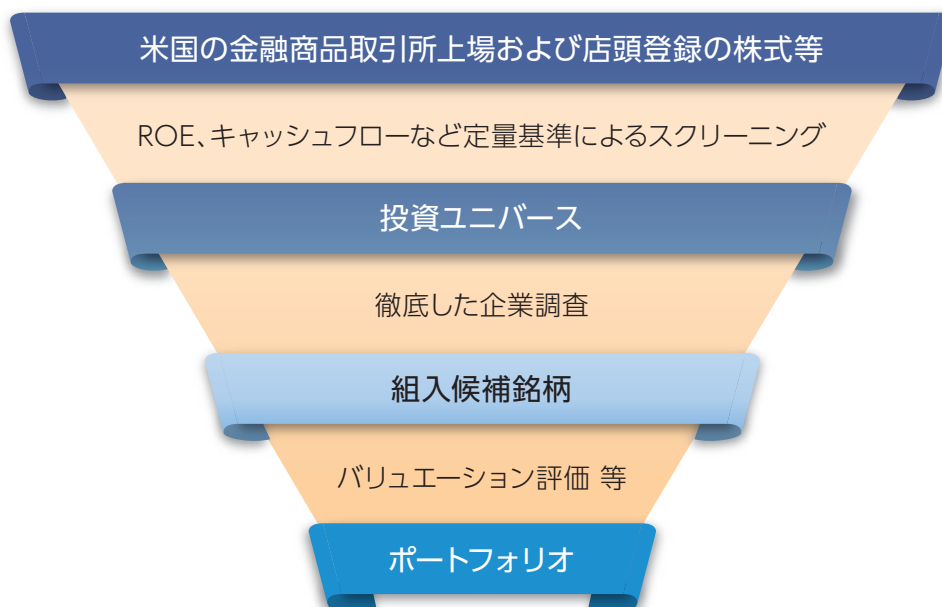 米国の金融商品取引所上場および店頭登録の株式等
ROE、キャッシュフローなど定量基準によるスクリーニング
投資ユニバース
徹底した企業調査
組入候補銘柄
バリュエーション評価 等
ポートフォリオ